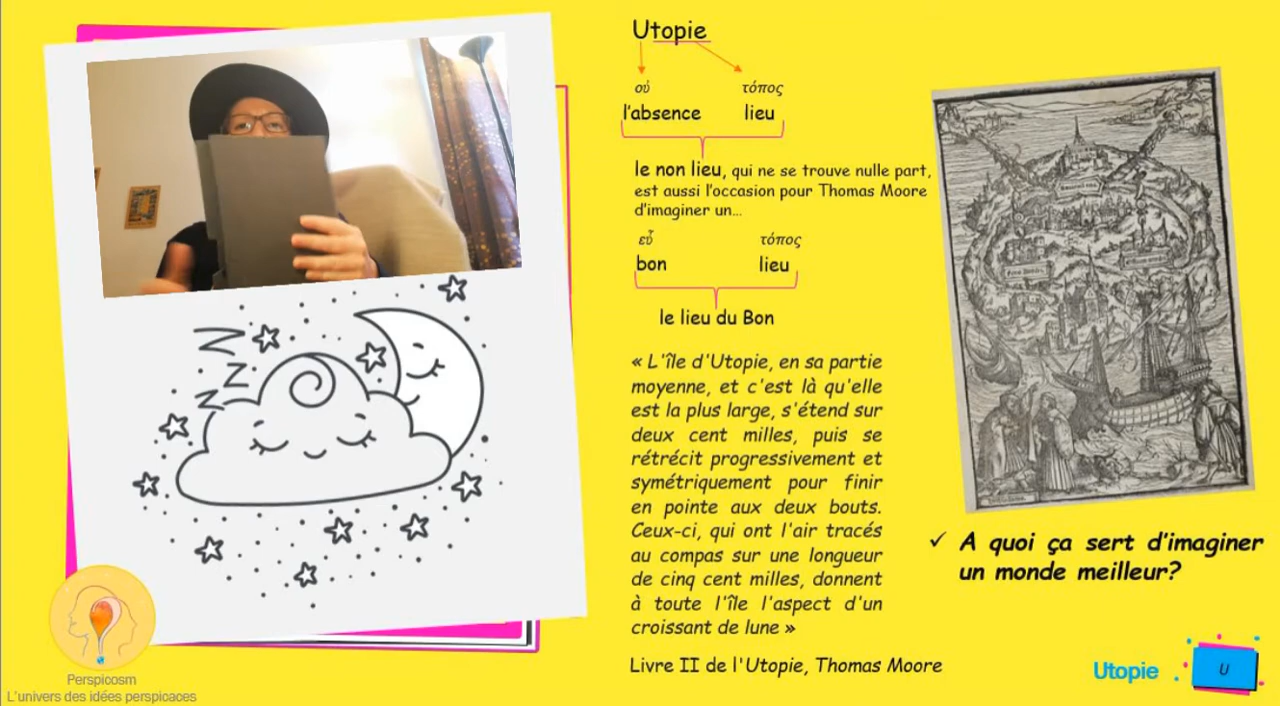 Utopie
οὐ τόπος
l'absence lieu
le non lieu, qui ne se trouve nulle part,
est aussi l'occasion pour Thomas Moore
d'imaginer un...
εὖ τόπος
bon lieu
le lieu du Bon
« L'île d'Utopie, en sa partie
moyenne, et c'est là qu'elle
est la plus large, s'étend sur
deux cent milles, puis se
rétrécit progressivement et
symétriquement pour finir
en pointe aux deux bouts.
Ceux-ci, qui ont l'air tracés
au compas sur une longueur
de cinq cent milles, donnent
à toute l'île l'aspect d'un
croissant de lune »
Livre II de l'Utopie, Thomas Moore
✓ A quoi ça sert d'imaginer
un monde meilleur?
Z
Z
Z
Perspicosm
L'univers des idées perspicaces
Utopie
U